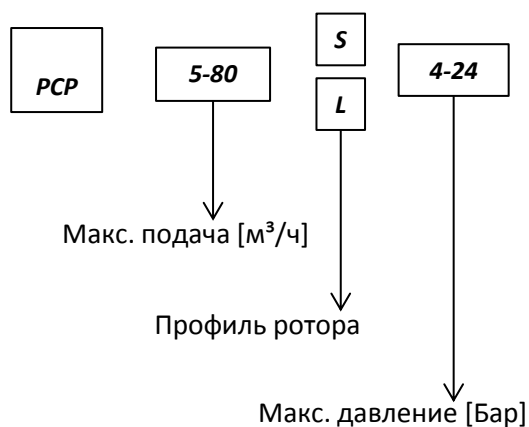 PCP
5-80
S
L
4-24
Макс. подача [м³/ч]
Профиль ротора
Макс. давление [Бар]